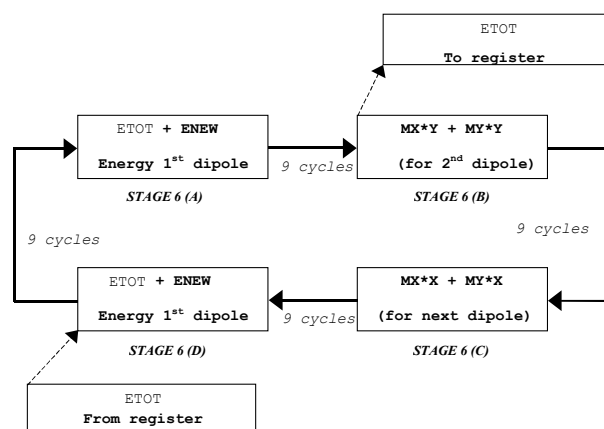 ETOT
To register
ETOT + ENEW
Energy 1st dipole
STAGE 6 (A)
9 cycles
MX*Y + MY*Y
(for 2nd dipole)
STAGE 6 (B)
9 cycles
9 cycles
ETOT + ENEW
Energy 1st dipole
STAGE 6 (D)
9 cycles
MX*X + MY*X
(for next dipole)
STAGE 6 (C)
ETOT
From register